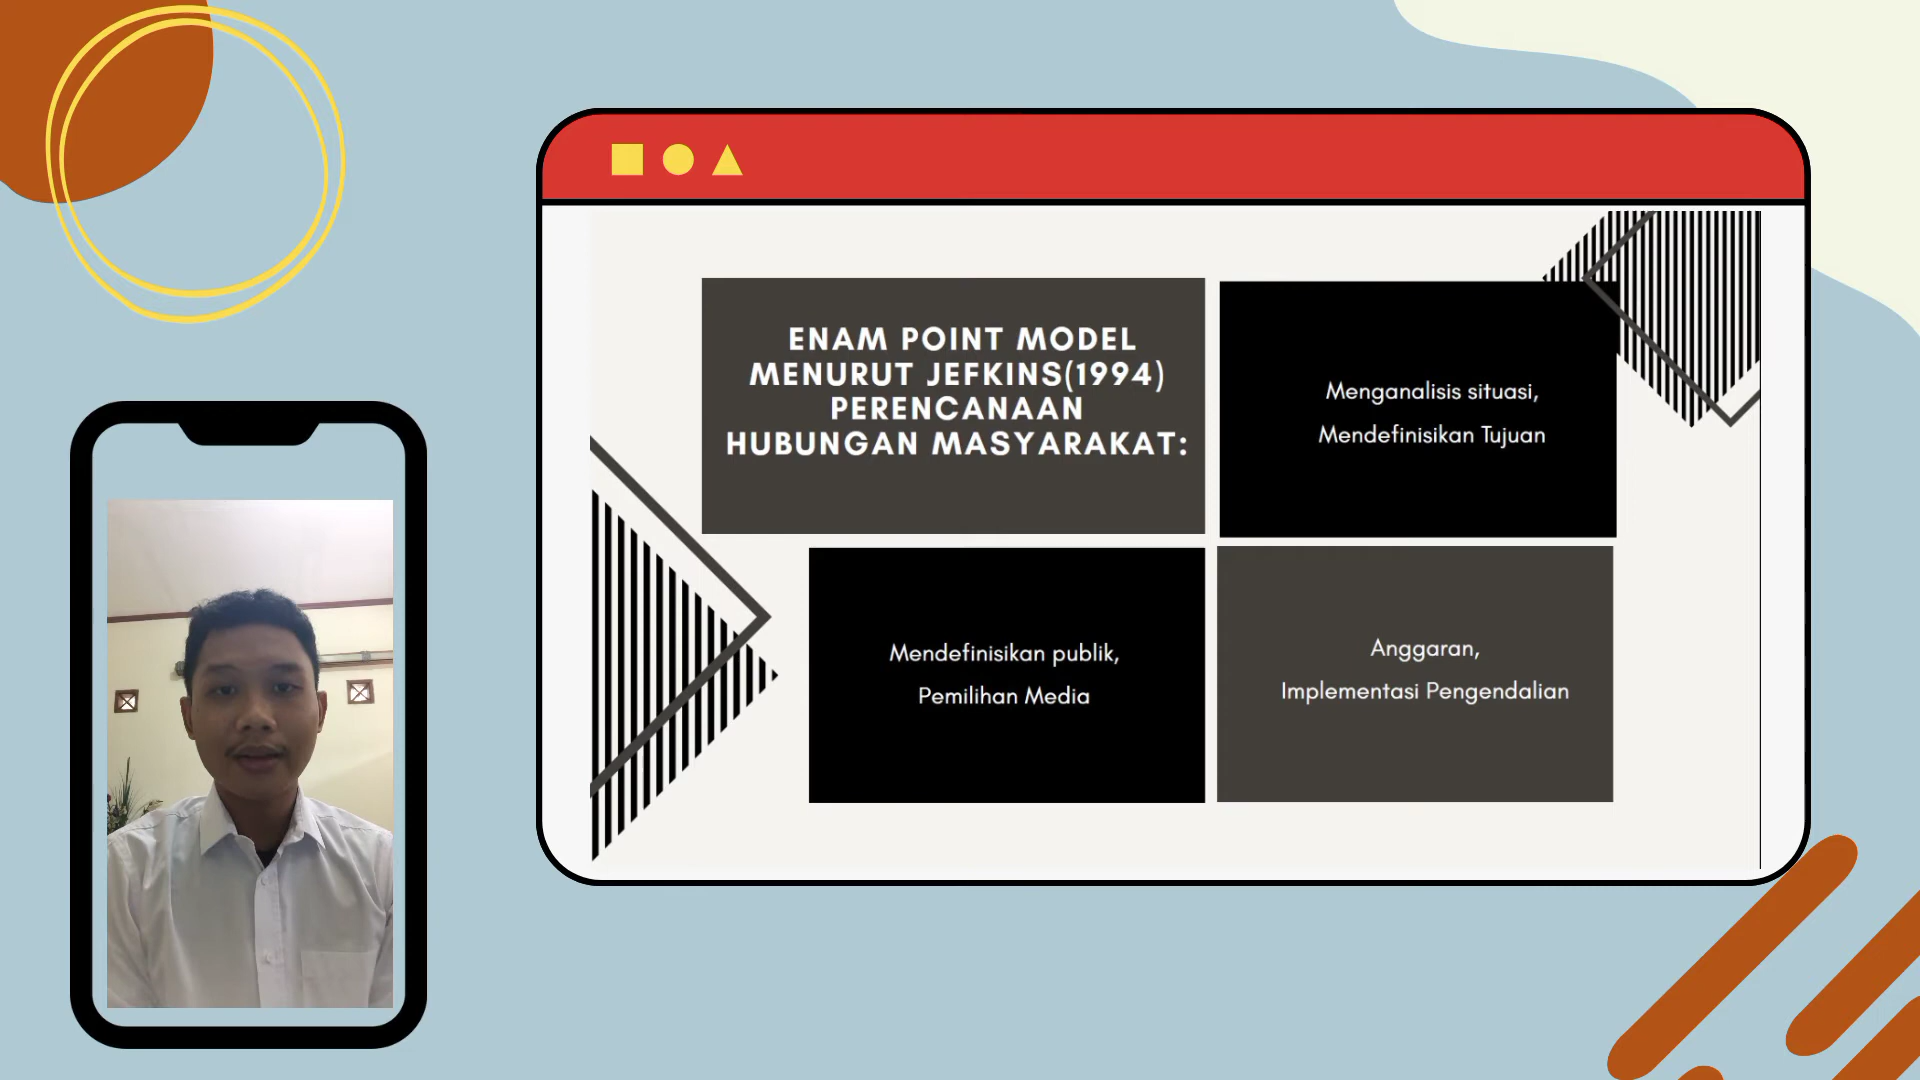 ENAM POINT MODEL
MENURUT JEFKINS(1994)
PERENCANAAN
HUBUNGAN MASYARAKAT:
Menganalisis situasi,
Mendefinisikan Tujuan
Mendefinisikan publik,
Pemilihan Media
Anggaran,
Implementasi Pengendalian